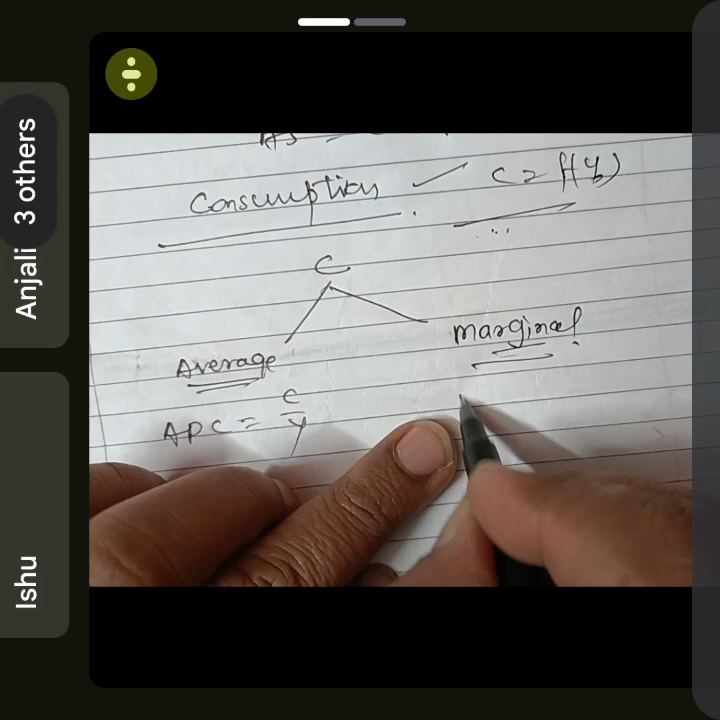 Consumption C = f(y)
C
Average marginal
APC = C/y
Anjali 3 others
Ishu